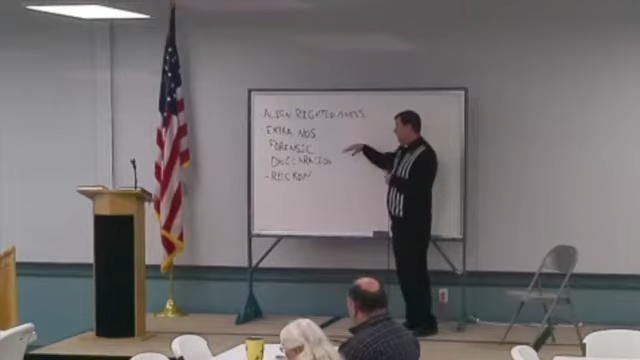 ALIEN RIGHTEOUSNESS
EXTRA NOS
FORENSIC
DECLARATION
- RECKON